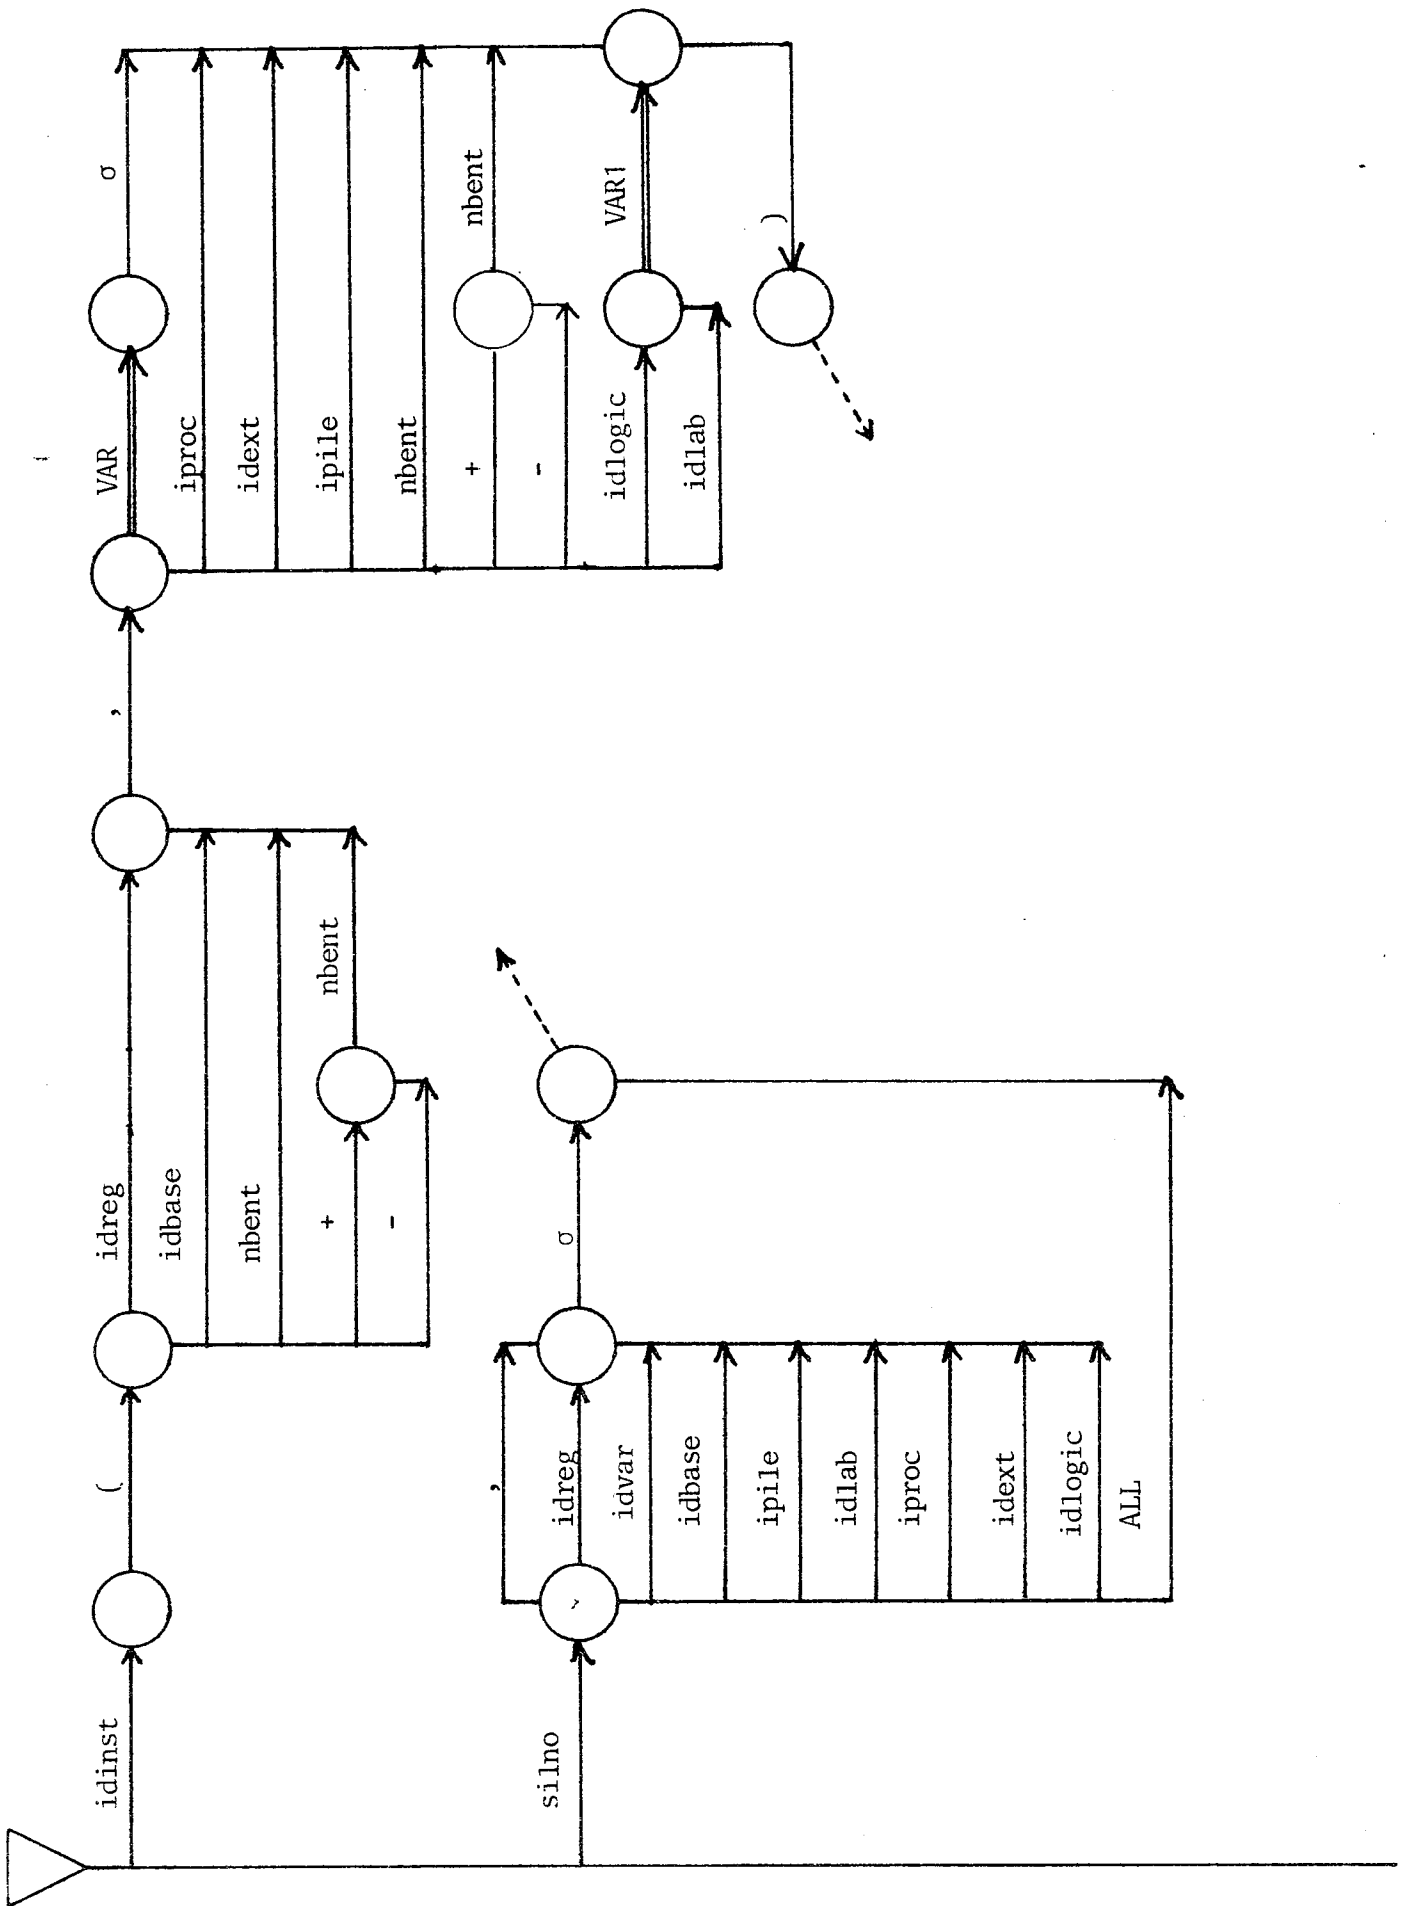 idinst
(
idreg
idbase
nbent
+
-
nbent
,
VAR
σ
iproc
idext
ipile
nbent
+
-
nbent
idlogic
idlab
VAR1
)
silno
,
idreg
idvar
idbase
ipile
idlab
iproc
idext
idlogic
ALL
σ